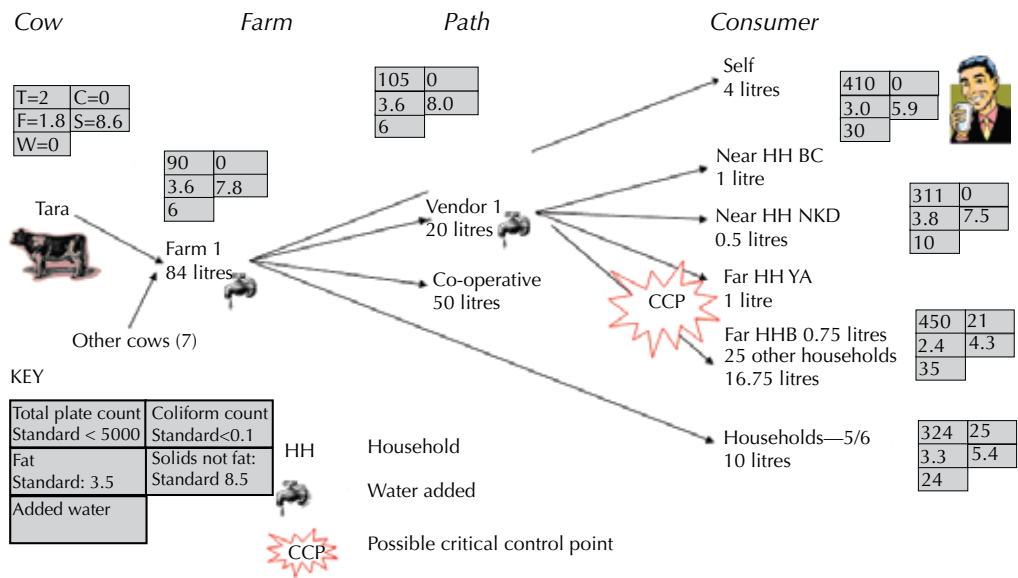 Cow
Farm
Path
Consumer
T=2 C=0
F=1.8 S=8.6
W=0
90 0
3.6 7.8
6
105 0
3.6 8.0
6
Tara
Farm 1
84 litres
Other cows (7)
Vendor 1
20 litres
Co-operative
50 litres
CCP
Self
4 litres
410 0
3.0 5.9
30
Near HH BC
1 litre
Near HH NKD
0.5 litres
311 0
3.8 7.5
10
Far HH YA
1 litre
Far HHB 0.75 litres
25 other households
16.75 litres
450 21
2.4 4.3
35
Households—5/6
10 litres
324 25
3.3 5.4
24
KEY
Total plate count
Standard < 5000
Coliform count
Standard<0.1
Fat
Standard: 3.5
Solids not fat:
Standard 8.5
Added water
HH Household
Water added
CCP Possible critical control point